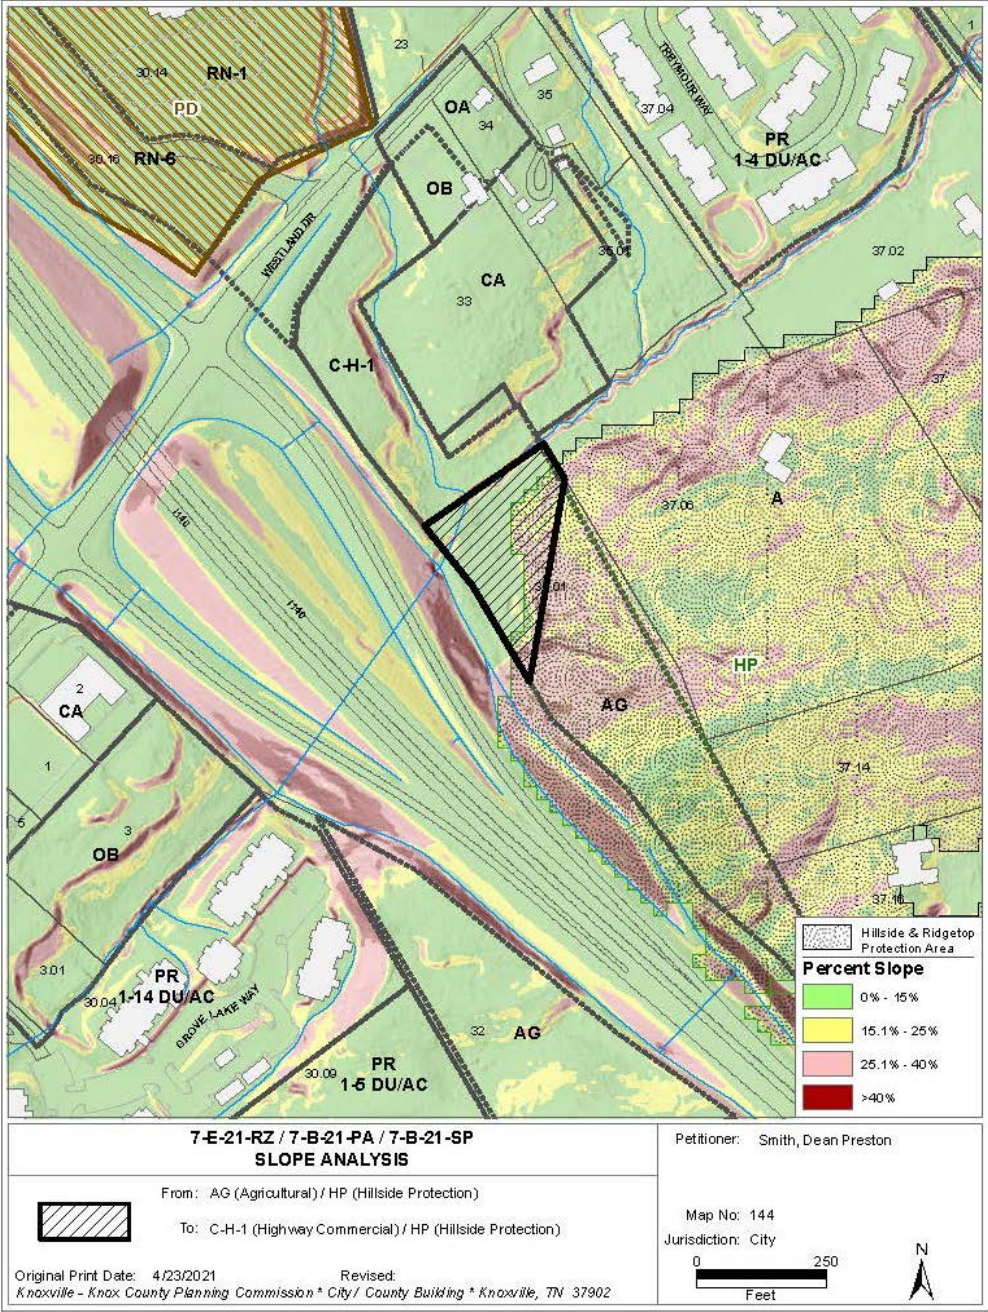 1
23
30.14
RN-1
PD
OA
35
34
37.04
TREYMOUR WAY
PR
1-4 DU/AC
30.16
RN-6
OB
WESTLAND DR
35.01
37.02
CA
33
C-H-1
37
37.06
A
I 140
I 140
HP
2
CA
AG
37.14
1
5
3
OB
37.16
3.01
PR
1-14 DU/AC
30.04
GROVE LAKE WAY
32
AG
PR
1-5 DU/AC
30.09
Hillside & Ridgetop
Protection Area
Percent Slope
0% - 15%
15.1% - 25%
25.1% - 40%
>40%
7-E-21-RZ / 7-B-21-PA / 7-B-21-SP
SLOPE ANALYSIS
From: AG (Agricultural) / HP (Hillside Protection)
To: C-H-1 (Highway Commercial) / HP (Hillside Protection)
Original Print Date: 4/23/2021 Revised:
Knoxville - Knox County Planning Commission * City / County Building * Knoxville, TN 37902
Petitioner: Smith, Dean Preston
Map No: 144
Jurisdiction: City
0 250
Feet
N